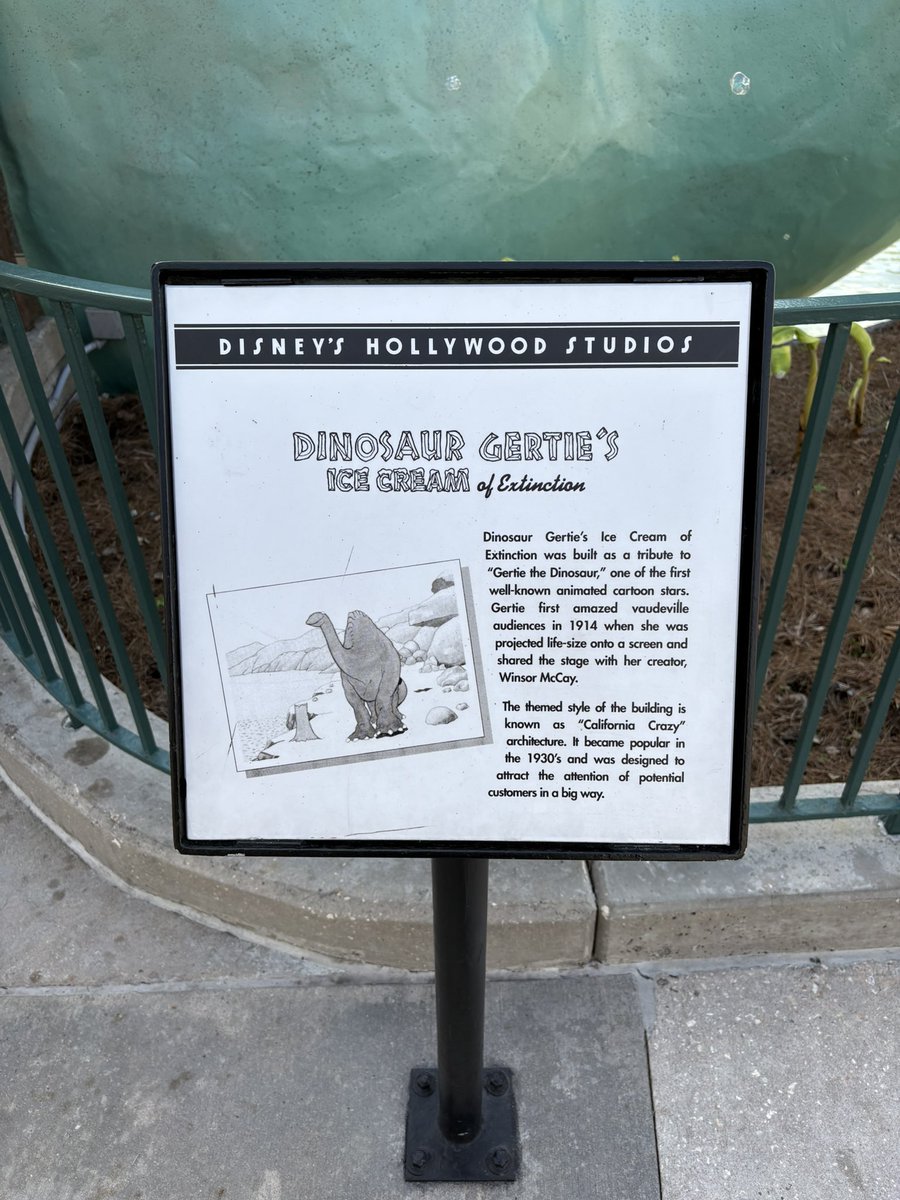 DISNEY'S HOLLYWOOD STUDIOS
DINOSAUR GERTIE'S
ICE CREAM of Extinction
Dinosaur Gertie's Ice Cream of
Extinction was built as a tribute to
"Gertie the Dinosaur," one of the first
well-known animated cartoon stars.
Gertie first amazed vaudeville
audiences in 1914 when she was
projected life-size onto a screen and
shared the stage with her creator,
Winsor McCay.
The themed style of the building is
known as "California Crazy"
architecture. It became popular in
the 1930's and was designed to
attract the attention of potential
customers in a big way.